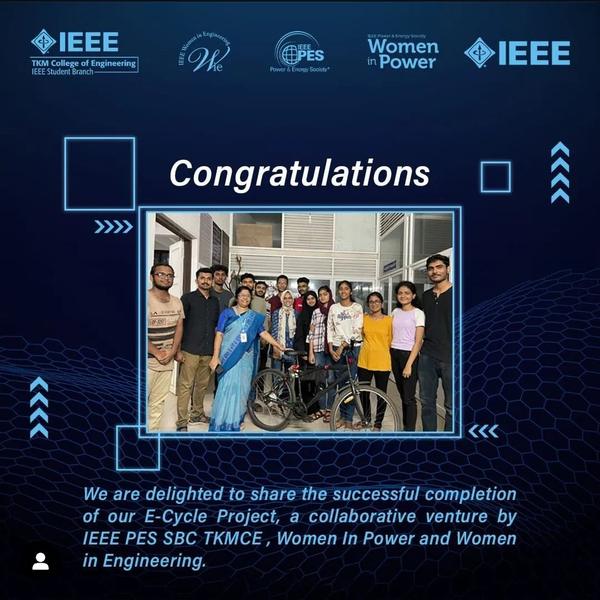 IEEE
TKM College of Engineering
IEEE Student Branch
IEEE Women in Engineering
WiE
IEEE
PES
Power & Energy Society®
IEEE Power & Energy Society
Women
in Power
IEEE
Congratulations
We are delighted to share the successful completion
of our E-Cycle Project, a collaborative venture by
IEEE PES SBC TKMCE , Women In Power and Women
in Engineering.